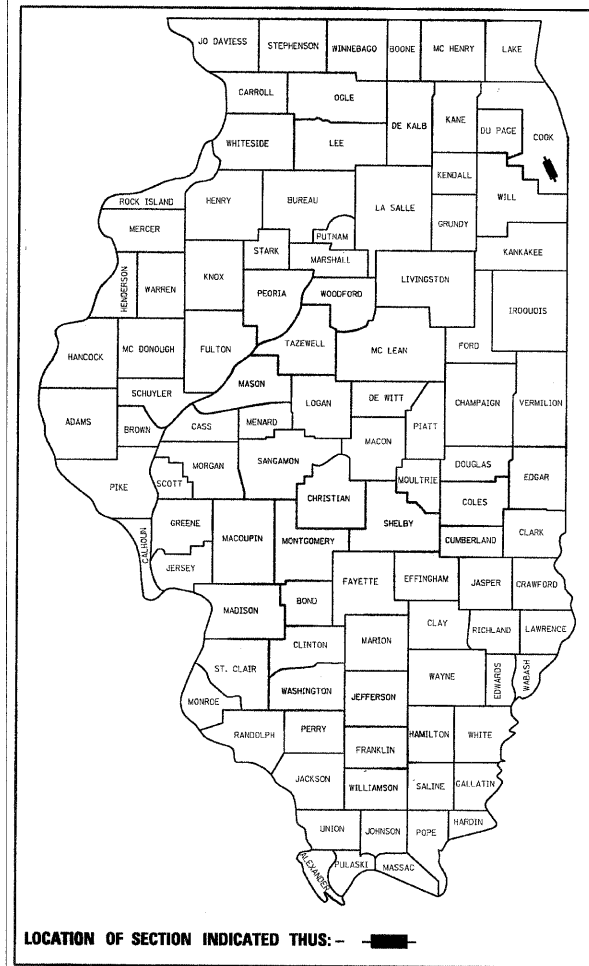 JO DAVIESS
STEPHENSON
WINNEBAGO
BOONE
MC HENRY
LAKE
CARROLL
OGLE
DE KALB
KANE
DU PAGE
COOK
WHITESIDE
LEE
KENDALL
WILL
ROCK ISLAND
HENRY
BUREAU
LA SALLE
GRUNDY
MERCER
PUTNAM
STARK
MARSHALL
KANKAKEE
HENDERSON
WARREN
KNOX
PEORIA
WOODFORD
LIVINGSTON
IROQUOIS
FORD
HANCOCK
MC DONOUGH
FULTON
TAZEWELL
MC LEAN
SCHUYLER
MASON
LOGAN
DE WITT
CHAMPAIGN
VERMILION
ADAMS
BROWN
CASS
MENARD
PIATT
MACON
PIKE
SCOTT
MORGAN
SANGAMON
CHRISTIAN
MOULTRIE
DOUGLAS
EDGAR
COLES
CALHOUN
GREENE
MACOUPIN
MONTGOMERY
SHELBY
CUMBERLAND
CLARK
JERSEY
FAYETTE
EFFINGHAM
JASPER
CRAWFORD
MADISON
BOND
CLAY
RICHLAND
LAWRENCE
CLINTON
MARION
ST. CLAIR
WAYNE
EDWARDS
WABASH
WASHINGTON
JEFFERSON
MONROE
RANDOLPH
PERRY
HAMILTON
WHITE
FRANKLIN
JACKSON
WILLIAMSON
SALINE
GALLATIN
UNION
JOHNSON
POPE
HARDIN
ALEXANDER
PULASKI
MASSAC
LOCATION OF SECTION INDICATED THUS: -